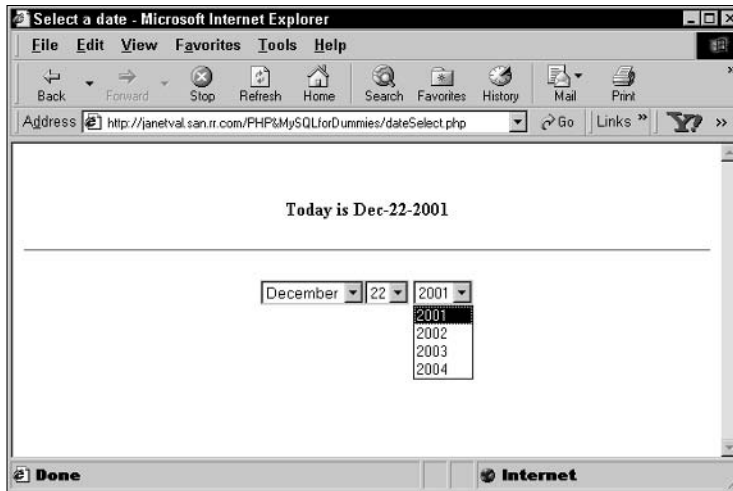 Select a date - Microsoft Internet Explorer
File Edit View Favorites Tools Help
Back Forward Stop Refresh Home Search Favorites History Mail Print »
Address http://janetval.san.rr.com/PHP&MySQLforDummies/dateSelect.php Go Links » Y! »
Today is Dec-22-2001
December 22 2001
2001
2002
2003
2004
Done Internet